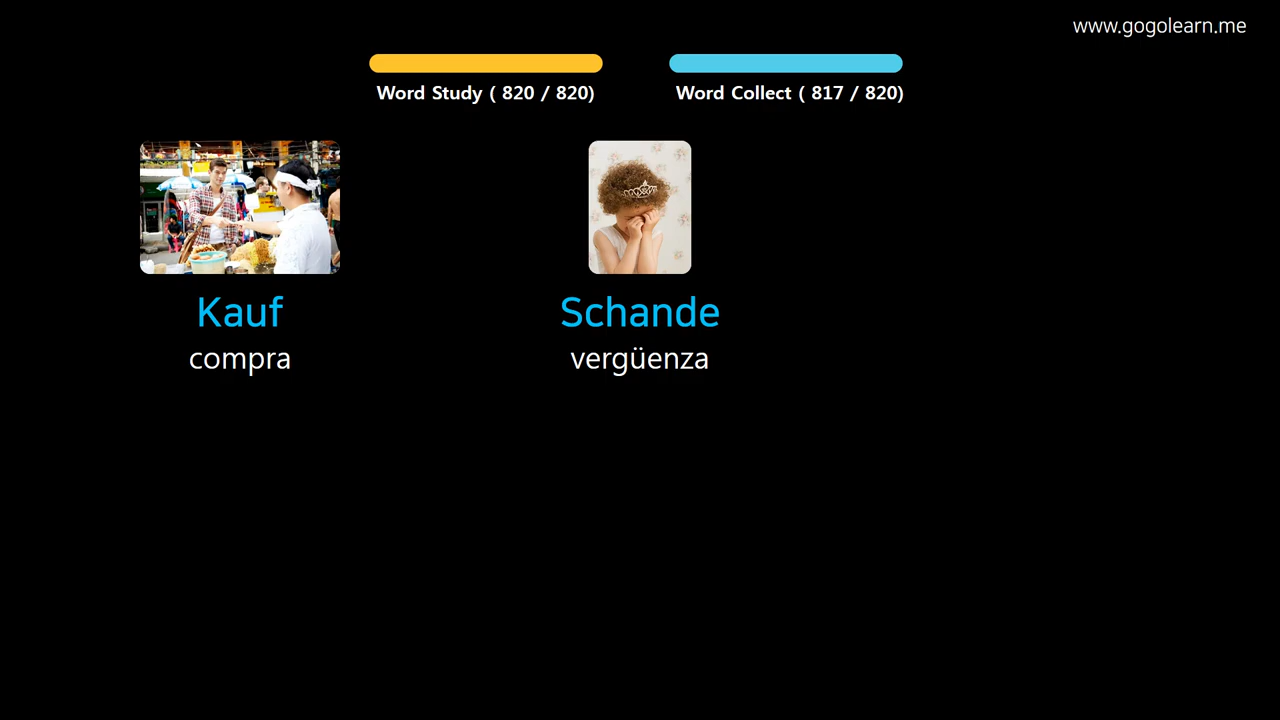 www.gogolearn.me
Word Study ( 820 / 820)
Word Collect ( 817 / 820)
Kauf
compra
Schande
vergüenza